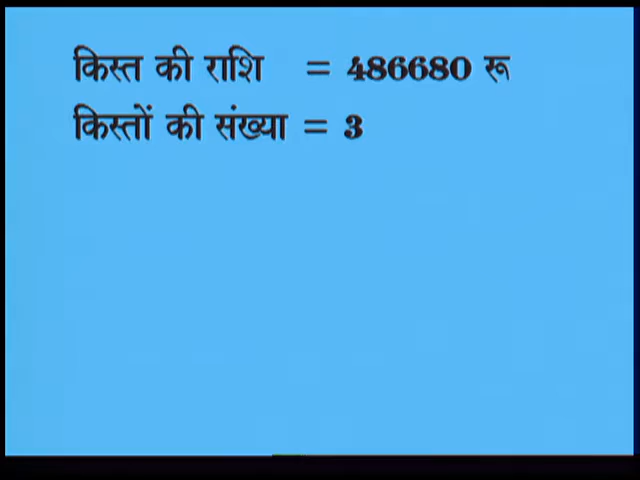 किस्त की राशि = 486680 रू
किस्तों की संख्या = 3